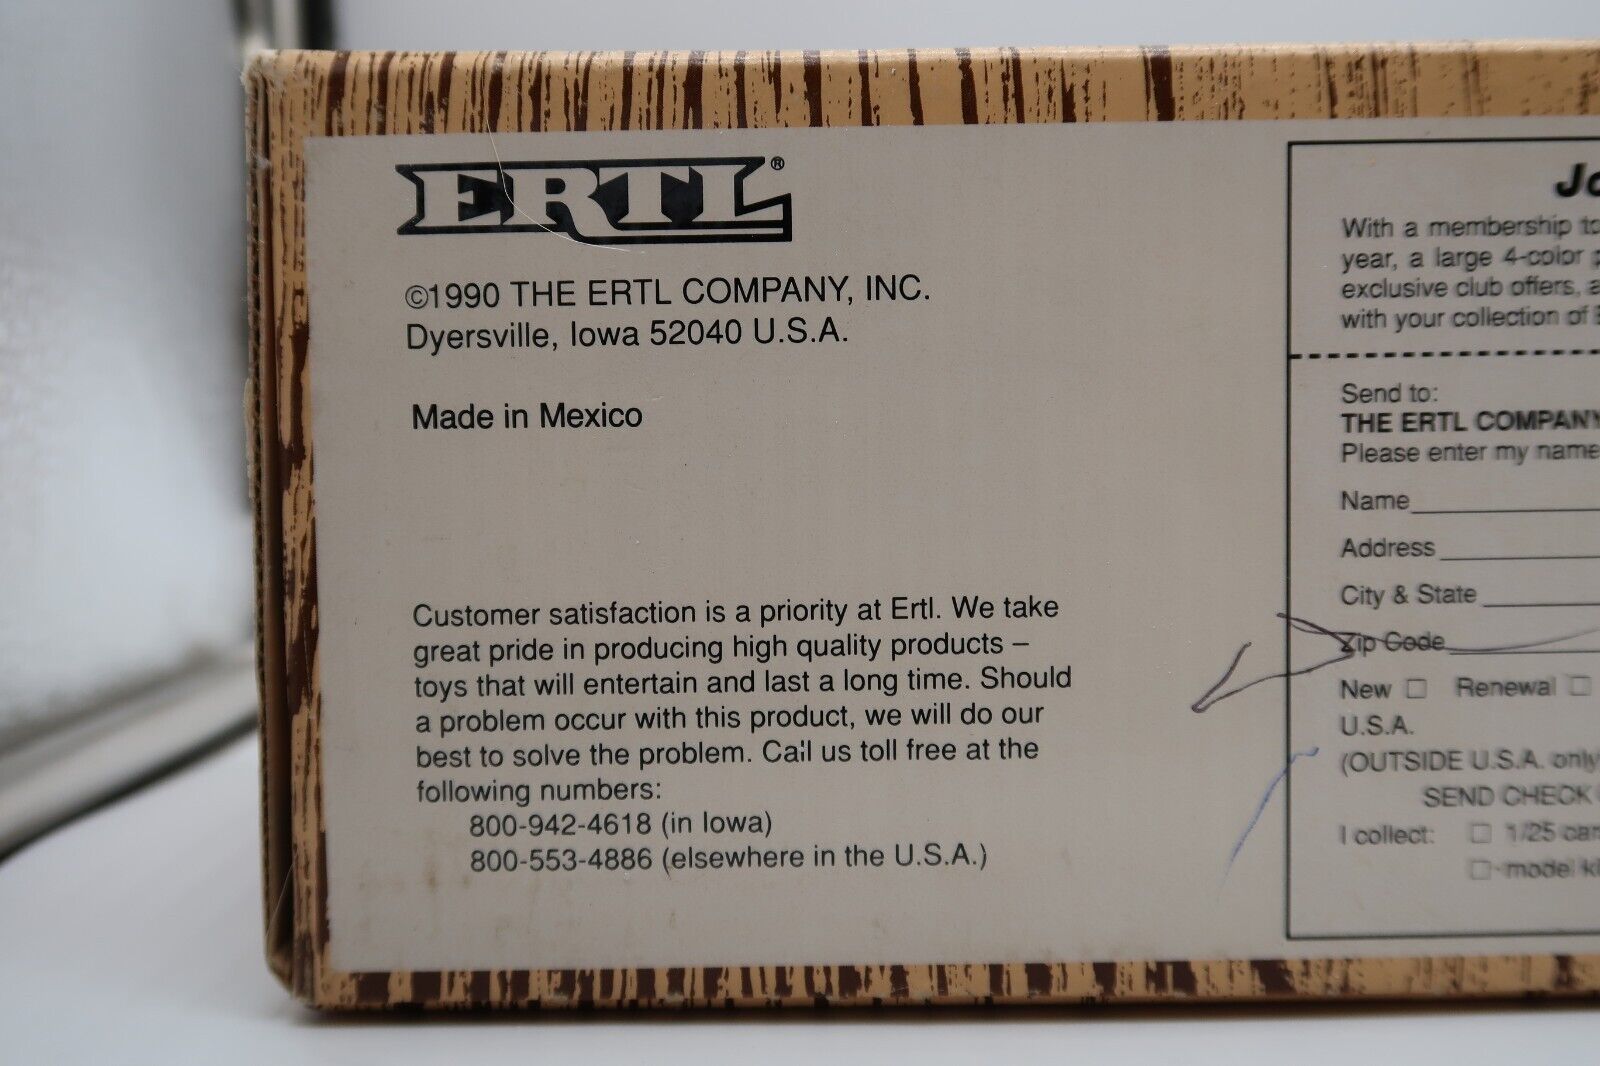 ERTL®
©1990 THE ERTL COMPANY, INC.
Dyersville, Iowa 52040 U.S.A.
Made in Mexico
Customer satisfaction is a priority at Ertl. We take
great pride in producing high quality products –
toys that will entertain and last a long time. Should
a problem occur with this product, we will do our
best to solve the problem. Call us toll free at the
following numbers:
800-942-4618 (in Iowa)
800-553-4886 (elsewhere in the U.S.A.)
With a membership to
year, a large 4-color
exclusive club offers,
with your collection of
Send to:
THE ERTL COMPANY
Please enter my name
Name
Address
City & State
Zip Code
New □ Renewal □
U.S.A.
(OUTSIDE U.S.A. only
SEND CHECK
I collect: □ 1/25
□ model